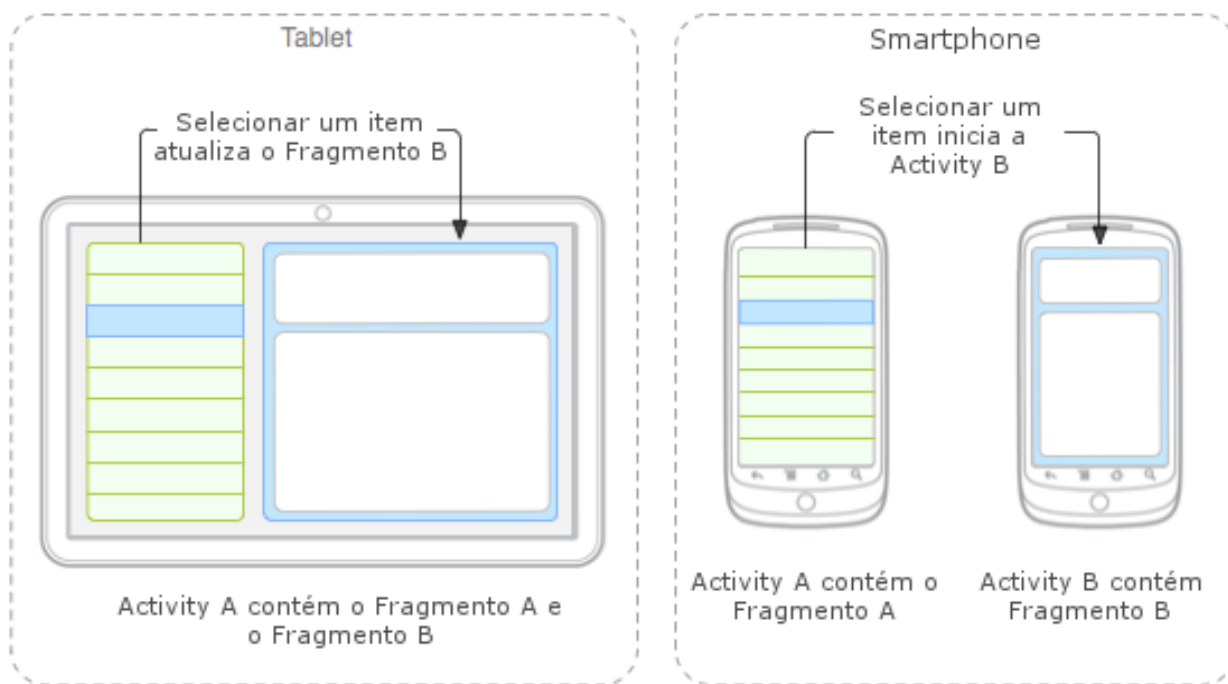 Tablet
Selecionar um item
atualiza o Fragmento B
Activity A contém o Fragmento A e
o Fragmento B
Smartphone
Selecionar um
item inicia a
Activity B
Activity A contém o
Fragmento A
Activity B contém
Fragmento B